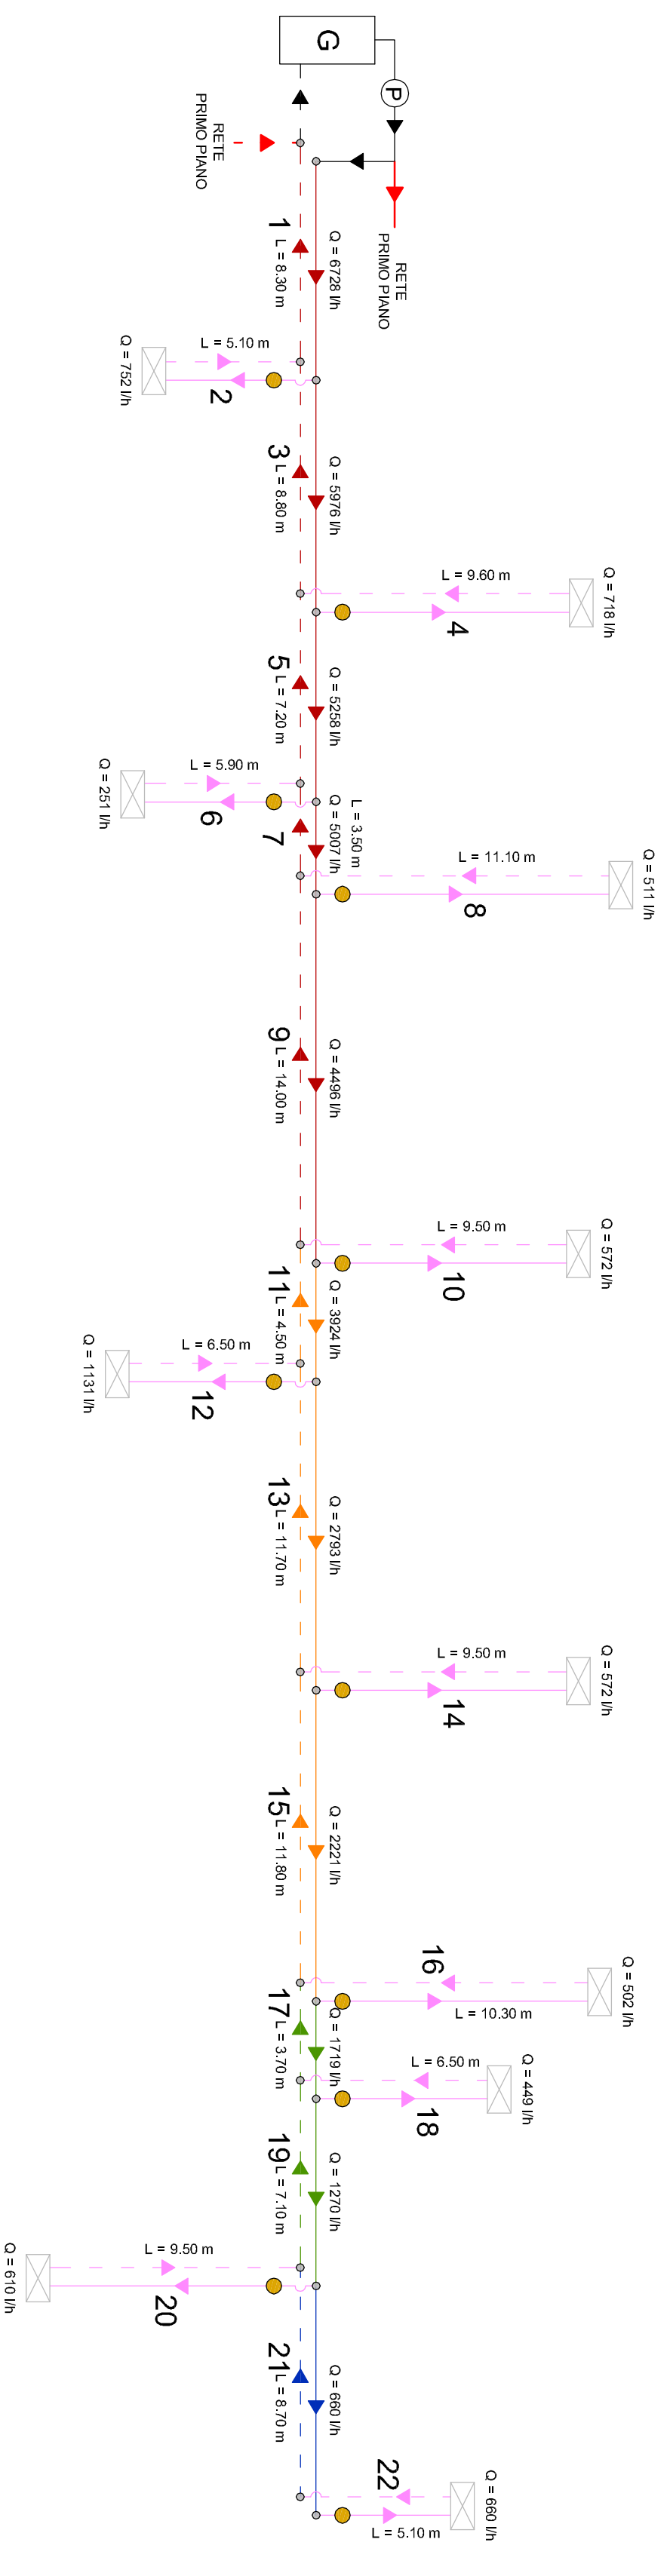 G
P
RETE
PRIMO PIANO
RETE
PRIMO PIANO
1
L = 8.30 m
Q = 6728 l/h
L = 5.10 m
Q = 752 l/h
2
3
L = 8.80 m
Q = 5976 l/h
L = 9.60 m
Q = 718 l/h
4
5
L = 7.20 m
Q = 5258 l/h
L = 5.90 m
Q = 251 l/h
6
7
Q = 5007 l/h
L = 3.50 m
L = 11.10 m
Q = 511 l/h
8
9
L = 14.00 m
Q = 4496 l/h
L = 9.50 m
Q = 572 l/h
10
11
L = 4.50 m
Q = 3924 l/h
L = 6.50 m
Q = 1131 l/h
12
13
L = 11.70 m
Q = 2793 l/h
L = 9.50 m
Q = 572 l/h
14
15
L = 11.80 m
Q = 2221 l/h
16
Q = 502 l/h
L = 10.30 m
17
L = 3.70 m
Q = 1719 l/h
L = 6.50 m
Q = 449 l/h
18
19
L = 7.10 m
Q = 1270 l/h
L = 9.50 m
Q = 610 l/h
20
21
L = 8.70 m
Q = 660 l/h
22
Q = 660 l/h
L = 5.10 m